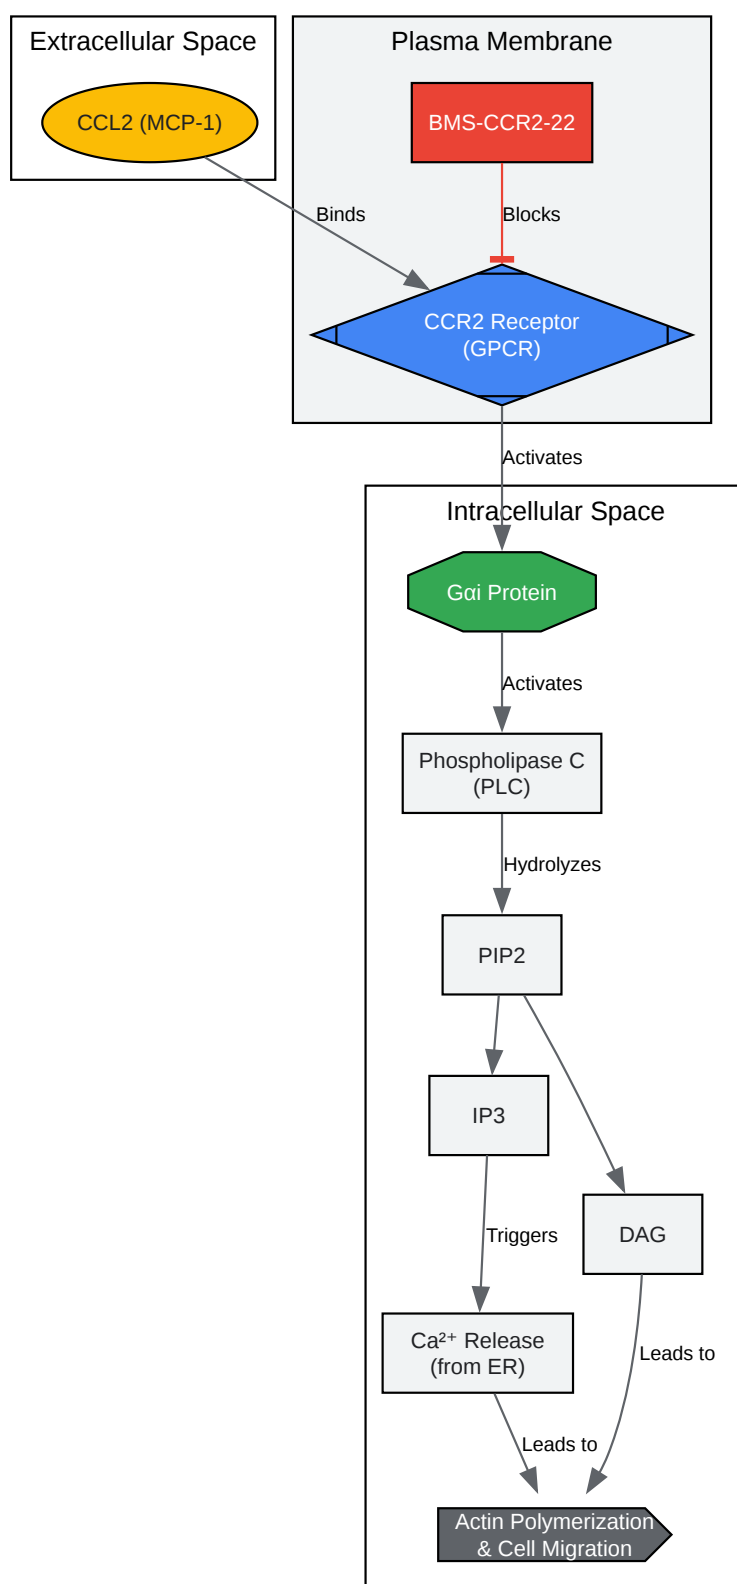 Extracellular Space
Plasma Membrane
CCL2 (MCP-1)
BMS-CCR2-22
Binds
Blocks
CCR2 Receptor
(GPCR)
Activates
Intracellular Space
Gαi Protein
Activates
Phospholipase C
(PLC)
Hydrolyzes
PIP2
IP3
Triggers
DAG
Ca²⁺ Release
(from ER)
Leads to
Leads to
Actin Polymerization
& Cell Migration